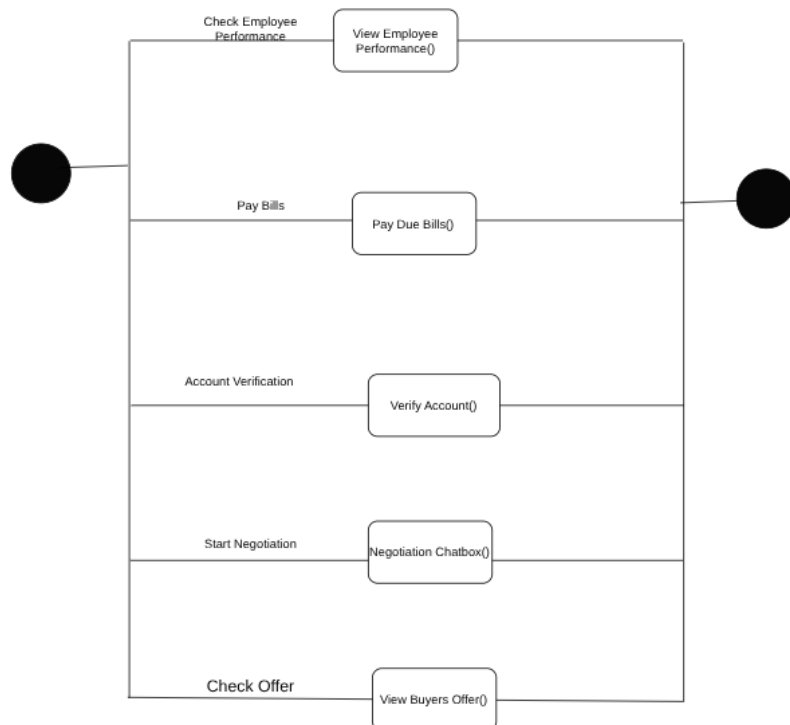 Check Employee
Performance
View Employee
Performance()
Pay Bills
Pay Due Bills()
Account Verification
Verify Account()
Start Negotiation
Negotiation Chatbox()
Check Offer
View Buyers Offer()